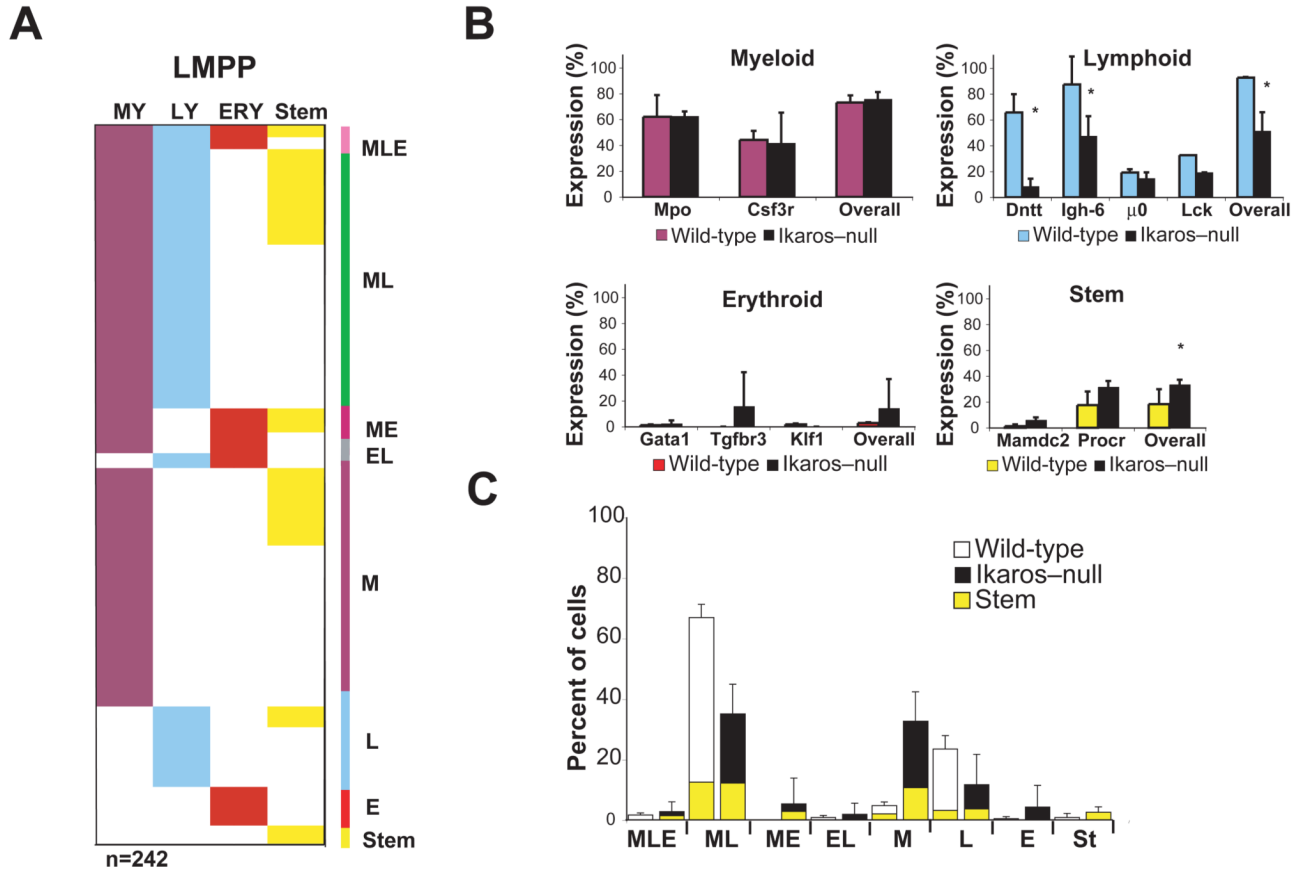 A
LMPP
MY LY ERY Stem
MLE
ML
ME
EL
M
L
E
Stem
n=242
B
Myeloid
Expression (%)
100
80
60
40
20
0
Mpo Csf3r Overall
Wild-type Ikaros–null
Lymphoid
Expression (%)
100
80
60
40
20
0
* * *
Dntt Igh-6 μ0 Lck Overall
Wild-type Ikaros–null
Erythroid
Expression (%)
100
80
60
40
20
0
Gata1 Tgfbr3 Klf1 Overall
Wild-type Ikaros–null
Stem
Expression (%)
100
80
60
40
20
0
*
Mamdc2 Procr Overall
Wild-type Ikaros–null
C
Percent of cells
100
80
60
40
20
0
Wild-type
Ikaros–null
Stem
MLE ML ME EL M L E St